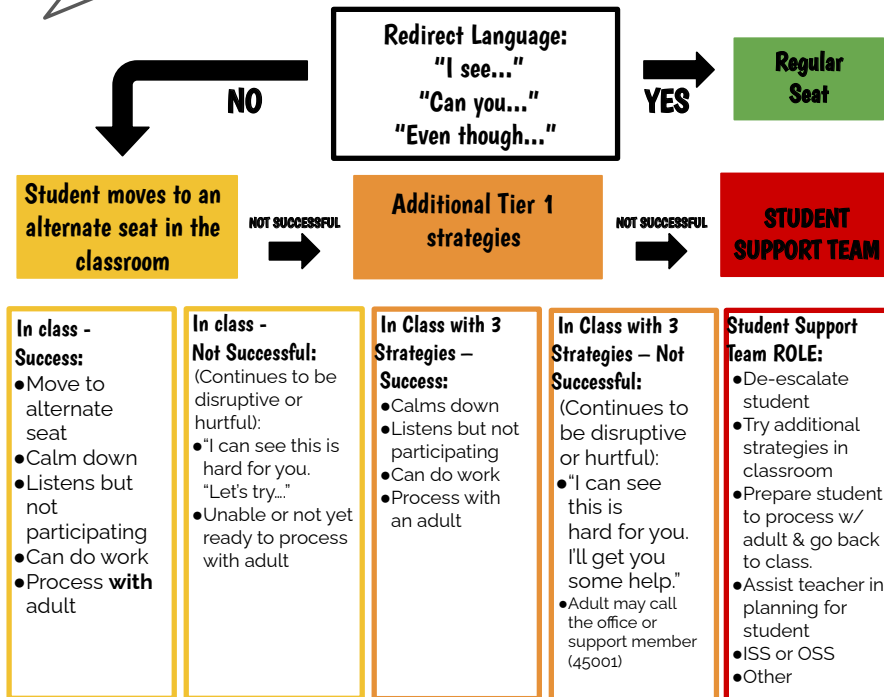 Redirect Language:
“I see...”
“Can you...”
“Even though...”
NO
YES
Regular
Seat
Student moves to an
alternate seat in the
classroom
NOT SUCCESSFUL
Additional Tier 1
strategies
NOT SUCCESSFUL
STUDENT
SUPPORT TEAM
In class -
Success:
●Move to
alternate
seat
●Calm down
●Listens but
not
participating
●Can do work
●Process with
adult
In class -
Not Successful:
(Continues to be
disruptive or
hurtful):
●“I can see this is
hard for you.
“Let’s try....”
●Unable or not yet
ready to process
with adult
In Class with 3
Strategies –
Success:
●Calms down
●Listens but not
participating
●Can do work
●Process with
an adult
In Class with 3
Strategies – Not
Successful:
(Continues to
be disruptive
or hurtful):
●“I can see
this is
hard for you.
I’ll get you
some help.”
●Adult may call
the office or
support member
(45001)
Student Support
Team ROLE:
●De-escalate
student
●Try additional
strategies in
classroom
●Prepare student
to process w/
adult & go back
to class.
●Assist teacher in
planning for
student
●ISS or OSS
●Other